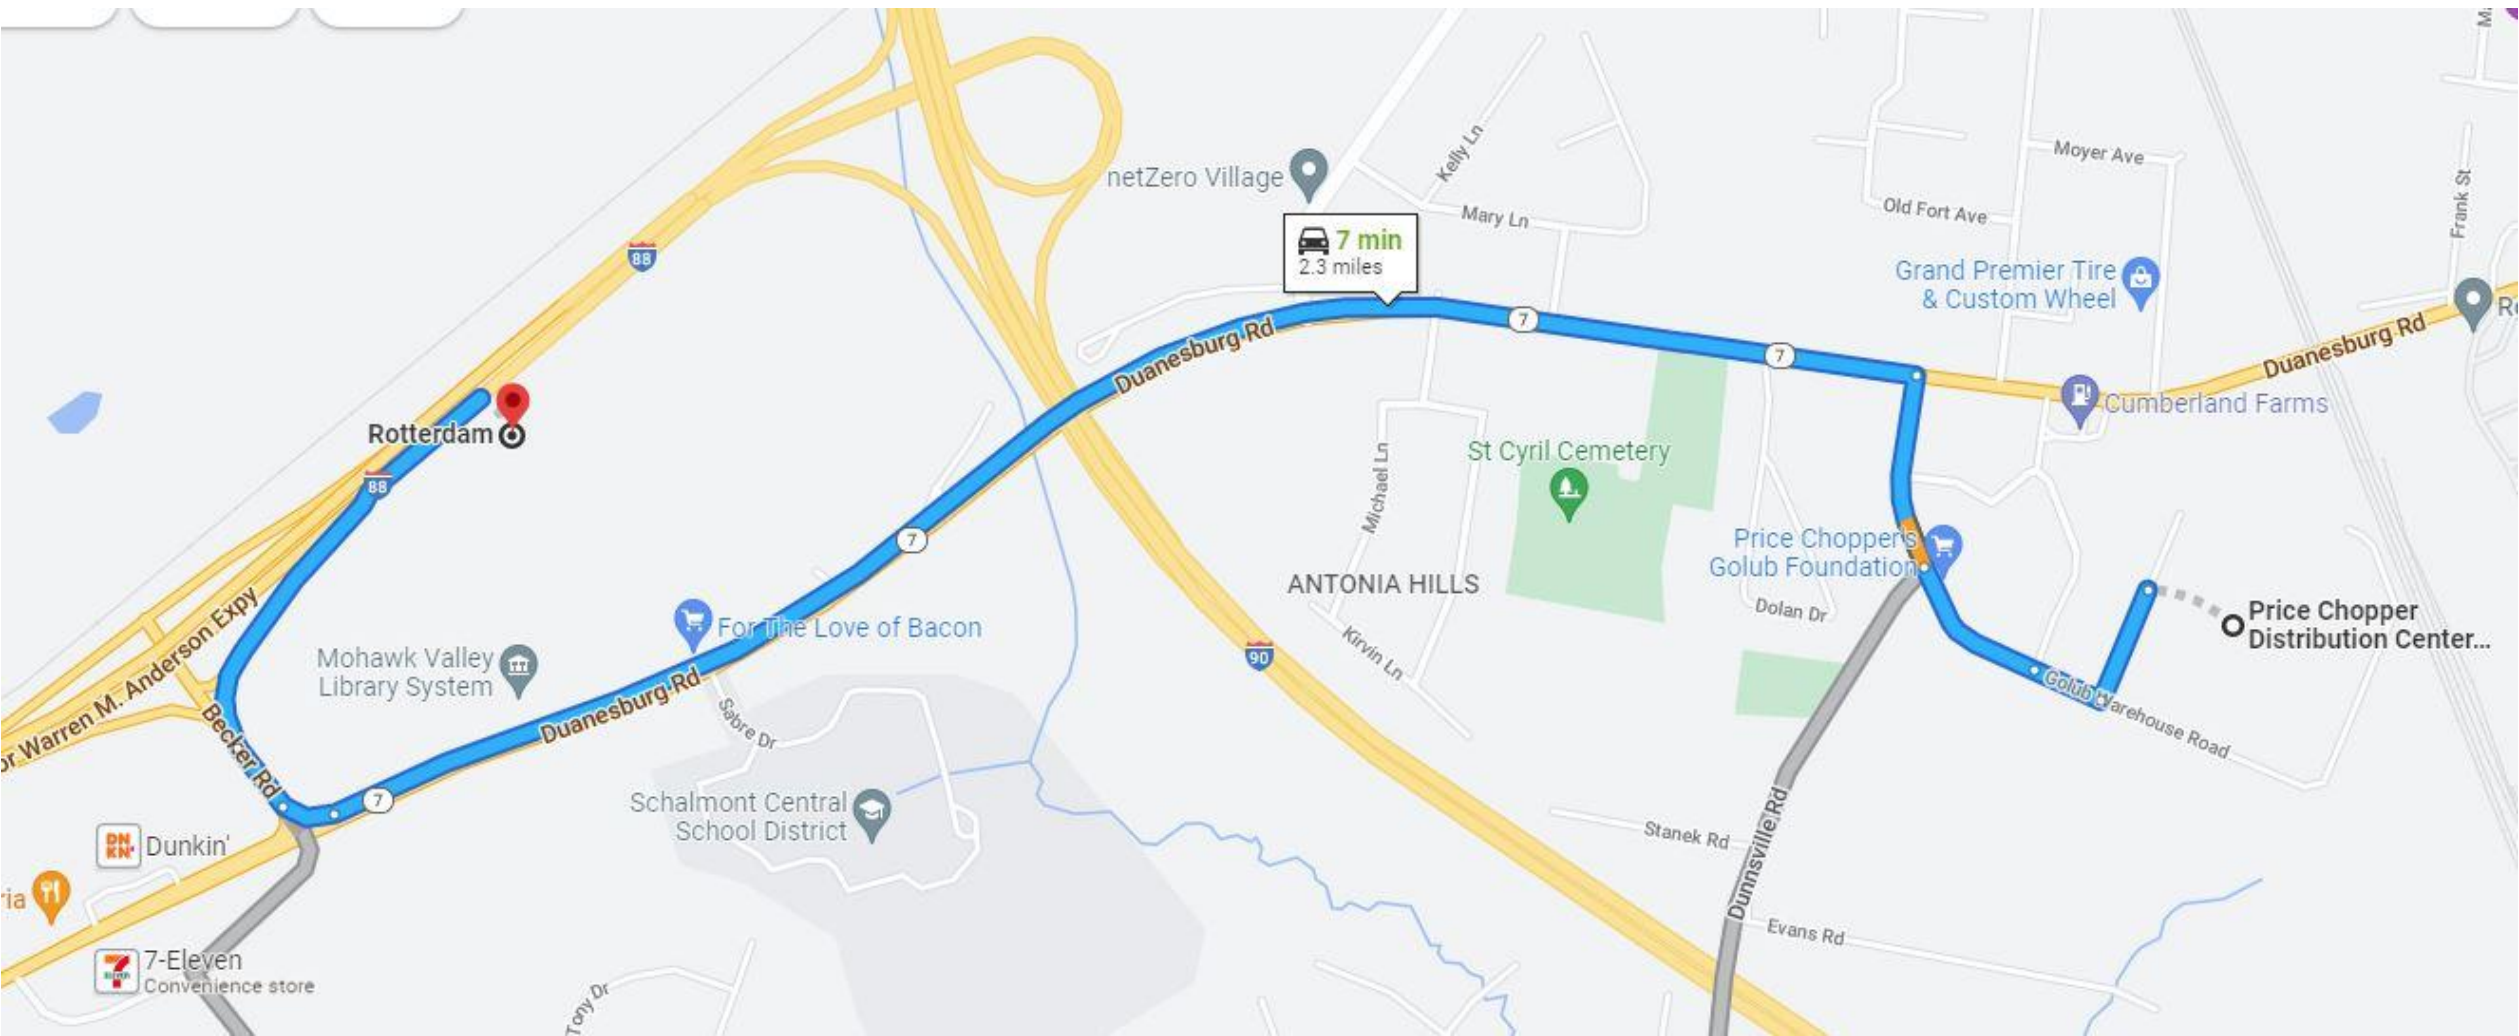 88
netZero Village
Kelly Ln
Mary Ln
Moyer Ave
Old Fort Ave
Frank St
7 min
2.3 miles
Grand Premier Tire
& Custom Wheel
7
7
Duanesburg Rd
Duanesburg Rd
Cumberland Farms
Rotterdam
88
St Cyril Cemetery
Michael Ln
7
Price Chopper's
Golub Foundation
ANTONIA HILLS
Dolan Dr
Price Chopper
Distribution Center...
or Warren M. Anderson Expy
For The Love of Bacon
Mohawk Valley
Library System
90
Kirvin Ln
Golub Warehouse Road
Duanesburg Rd
Sabre Dr
Becker Rd
7
Schalmont Central
School District
Stanek Rd
Dunnsville Rd
DN
KN'
Dunkin'
ria
Evans Rd
7-Eleven
Convenience store
Tony Dr